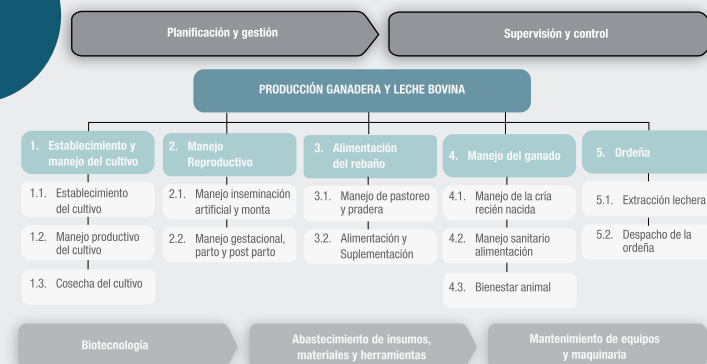 Planificación y gestión
Supervisión y control
PRODUCCIÓN GANADERA Y LECHE BOVINA
1. Establecimiento y
manejo del cultivo
1.1. Establecimiento
del cultivo
1.2. Manejo productivo
del cultivo
1.3. Cosecha del cultivo
2. Manejo
Reproductivo
2.1. Manejo inseminación
artificial y monta
2.2. Manejo gestacional,
parto y post parto
3. Alimentación
del rebaño
3.1. Manejo de pastoreo
y pradera
3.2. Alimentación y
Suplementación
4. Manejo del ganado
4.1. Manejo de la cría
recién nacida
4.2. Manejo sanitario
alimentación
4.3. Bienestar animal
5. Ordeña
5.1. Extracción lechera
5.2. Despacho de la
ordeña
Biotecnología
Abastecimiento de insumos,
materiales y herramientas
Mantenimiento de equipos
y maquinaria